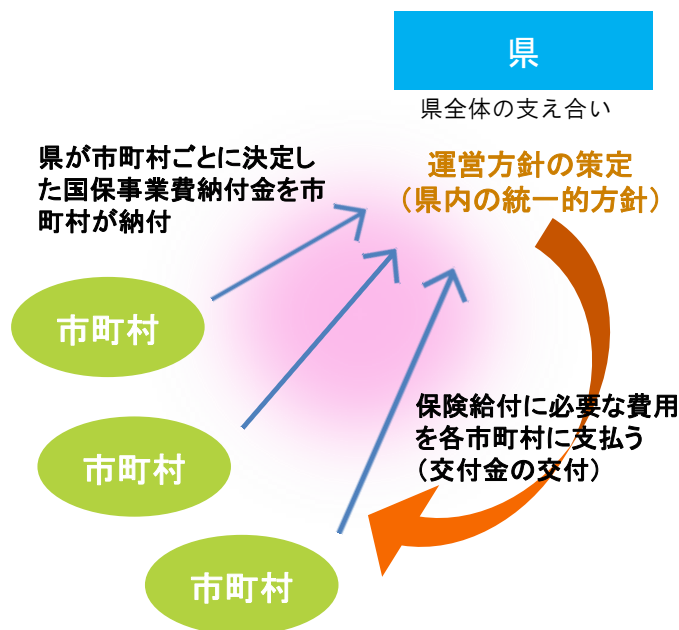 県
県全体の支え合い
県が市町村ごとに決定し
た国保事業費納付金を市
町村が納付
運営方針の策定
（県内の統一的方針）
市町村
保険給付に必要な費用
を各市町村に支払う
（交付金の交付）
市町村
市町村